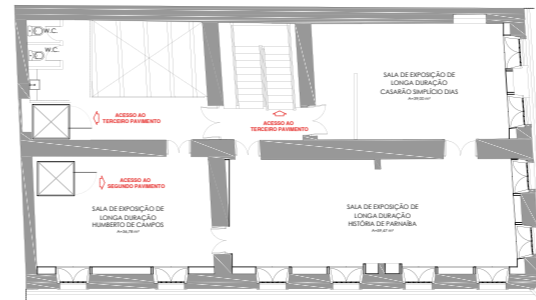 W.C.
W.C.
ACESSO AO
TERCEIRO PAVIMENTO
ACESSO AO
TERCEIRO PAVIMENTO
SALA DE EXPOSIÇÃO DE
LONGA DURAÇÃO
CASARÃO SIMPLÍCIO DIAS
ACESSO AO
SEGUNDO PAVIMENTO
SALA DE EXPOSIÇÃO DE
LONGA DURAÇÃO
HUMBERTO DE CAMPOS
SALA DE EXPOSIÇÃO DE
LONGA DURAÇÃO
HISTÓRIA DE PARNAÍBA